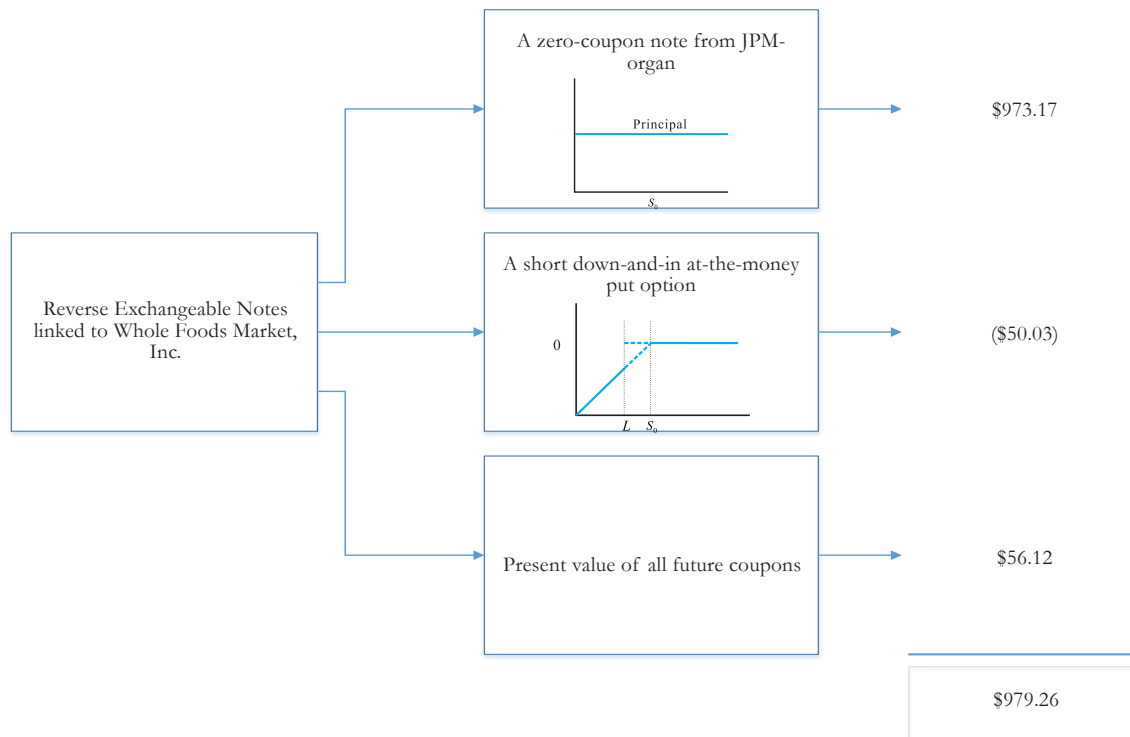 A zero-coupon note from JPM-
organ
Principal
S₀
$973.17
Reverse Exchangeable Notes
linked to Whole Foods Market,
Inc.
A short down-and-in at-the-money
put option
0
L S₀
($50.03)
Present value of all future coupons
$56.12
$979.26